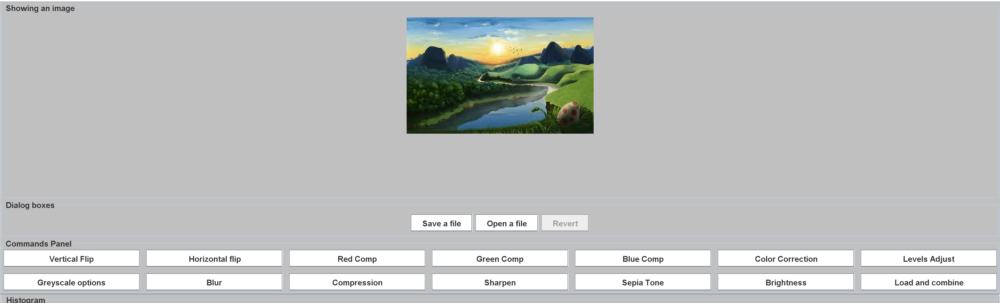 Showing an image
Dialog boxes
Save a file Open a file Revert
Commands Panel
Vertical Flip Horizontal flip Red Comp Green Comp Blue Comp Color Correction Levels Adjust
Greyscale options Blur Compression Sharpen Sepia Tone Brightness Load and combine
Histogram